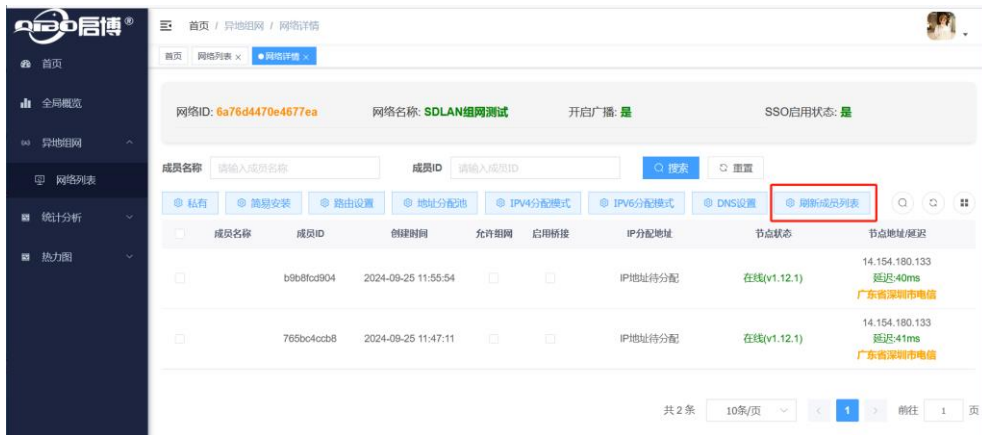 QiBO启博®
首页
全局概览
异地组网
网络列表
统计分析
热力图
首页 / 异地组网 / 网络详情
首页 网络列表 × 网络详情 ×
网络ID: 6a76d4470e4677ea 网络名称: SDLAN组网测试 开启广播: 是 SSO启用状态: 是
成员名称 请输入成员名称 成员ID 请输入成员ID 搜索 重置
私有 简易安装 路由设置 地址分配池 IPV4分配模式 IPV6分配模式 DNS设置 刷新成员列表
成员名称 成员ID 创建时间 允许组网 启用桥接 IP分配地址 节点状态 节点地址/延迟
b9b8fcd904 2024-09-25 11:55:54 IP地址待分配 在线(v1.12.1) 14.154.180.133
延迟:40ms
广东省深圳市电信
765bc4ccb8 2024-09-25 11:47:11 IP地址待分配 在线(v1.12.1) 14.154.180.133
延迟:41ms
广东省深圳市电信
共 2 条 10条/页 < 1 > 前往 1 页